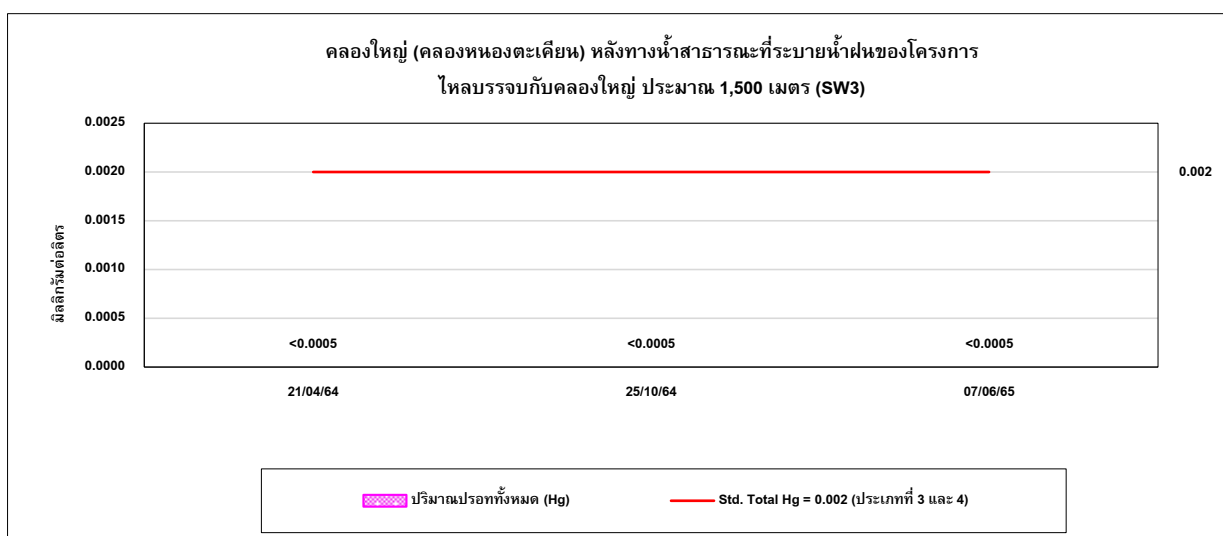 คลองใหญ่ (คลองหนองตะเคียน) หลังทางน้ำสาธารณะที่ระบายน้ำฝนของโครงการ
ไหลบรรจบกับคลองใหญ่ ประมาณ 1,500 เมตร (SW3)
มิลลิกรัมต่อลิตร
0.0025
0.0020
0.0015
0.0010
0.0005
0.0000
0.002
<0.0005
<0.0005
<0.0005
21/04/64
25/10/64
07/06/65
ปริมาณปรอททั้งหมด (Hg)
Std. Total Hg = 0.002 (ประเภทที่ 3 และ 4)